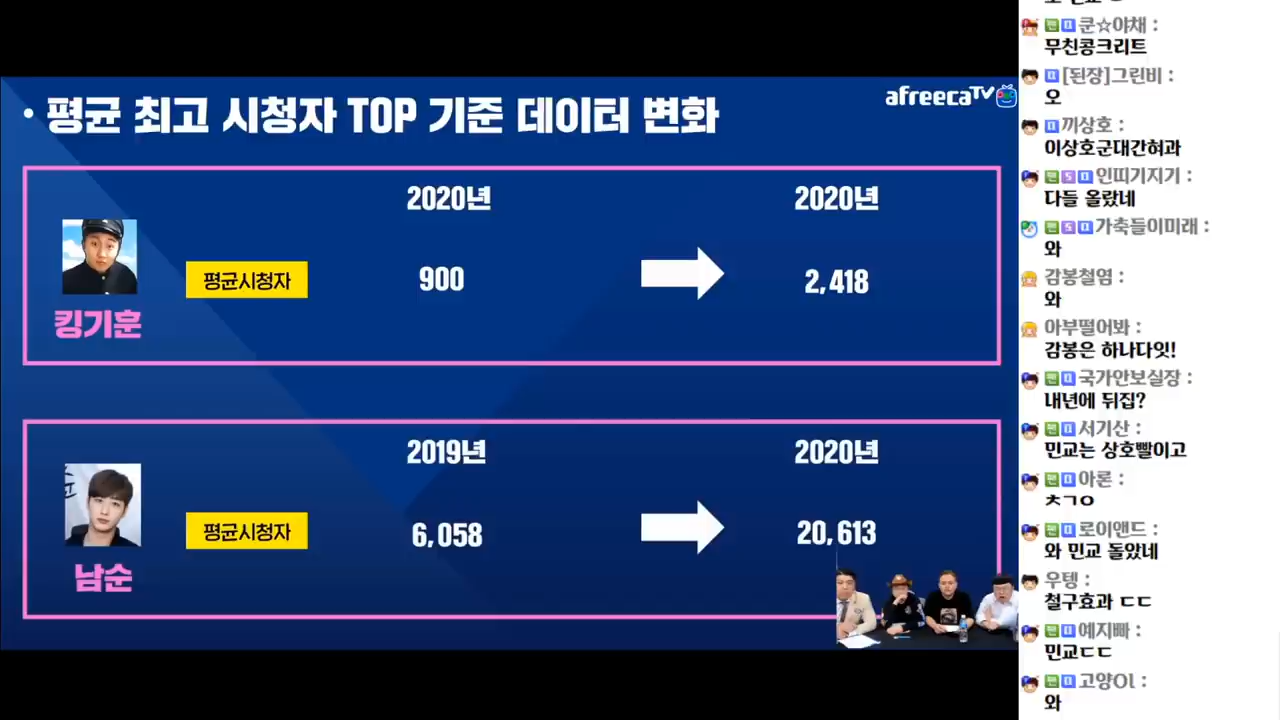 • 평균 최고 시청자 TOP 기준 데이터 변화
afreecaTV
2020년
2020년
평균시청자
900
2,418
킹기훈
2019년
2020년
평균시청자
6,058
20,613
남순
쿤☆야채 :
무친콩크리트
[된장]그린비 :
오
끼상호 :
이상호군대간혀과
인띠기지기 :
다들 올랐네
가축들이미래 :
와
감봉철염 :
와
아부떨어봐 :
감봉은 하나다잇!
국가안보실장 :
내년에 뒤집?
서기산 :
민교는 상호빨이고
아론 :
ㅊㄱㅇ
로이앤드 :
와 민교 돌았네
우텡 :
철구효과 ㄷㄷ
예지빠 :
민교ㄷㄷ
고양Ol :
와